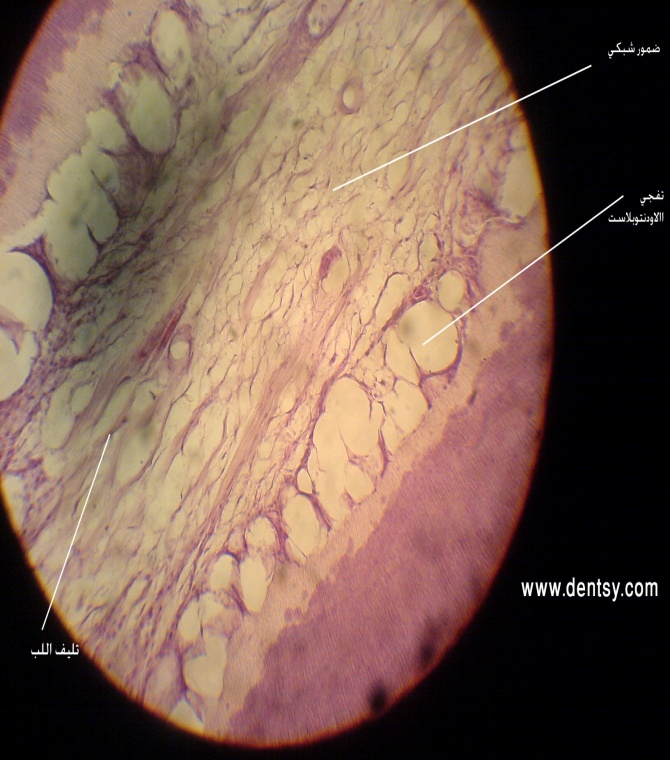 ضمور شبكي
تفجي
الاودنتوبلاست
www.dentsy.com
تليف اللب